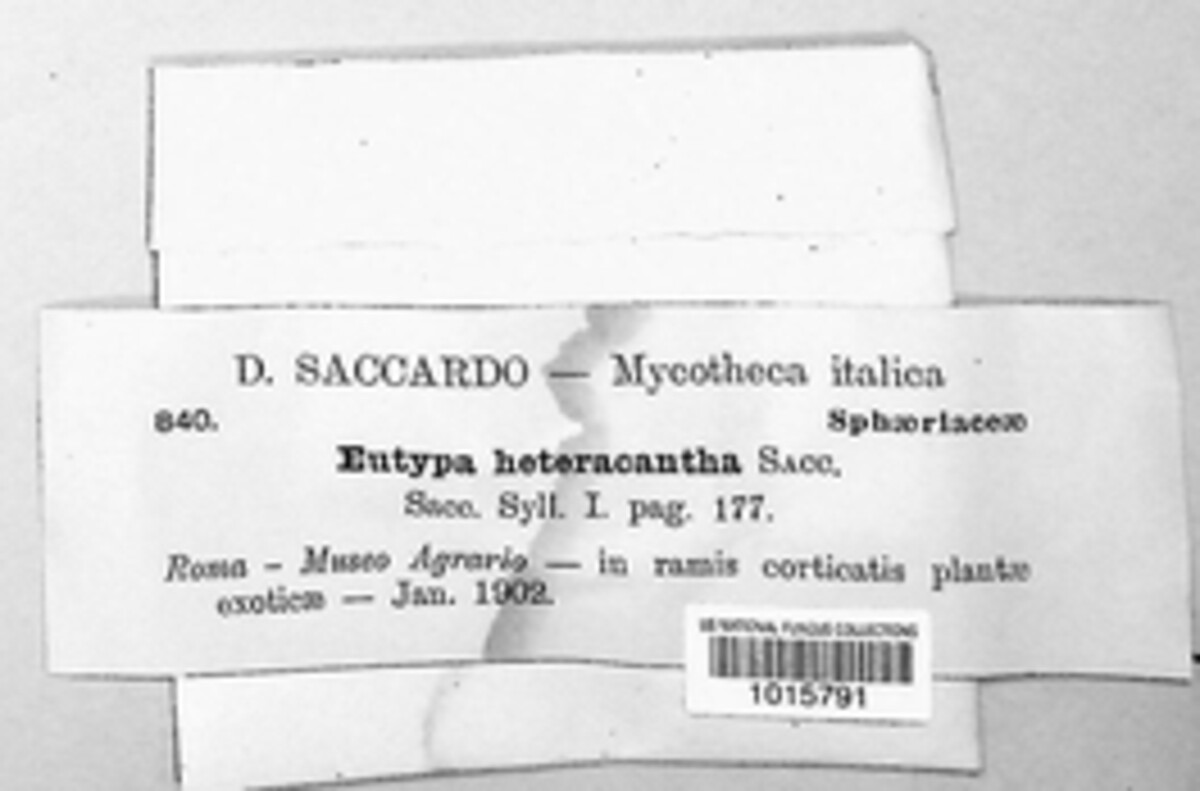 D. SACCARDO — Mycotheca italica
840. Sphæriaceæ
Eutypa heteracantha SACC.
Sacc. Syll. I. pag. 177.
Roma - Museo Agrario — in ramis corticatis plantæ
exoticæ — Jan. 1902.
US NATIONAL FUNGUS COLLECTIONS
1015791